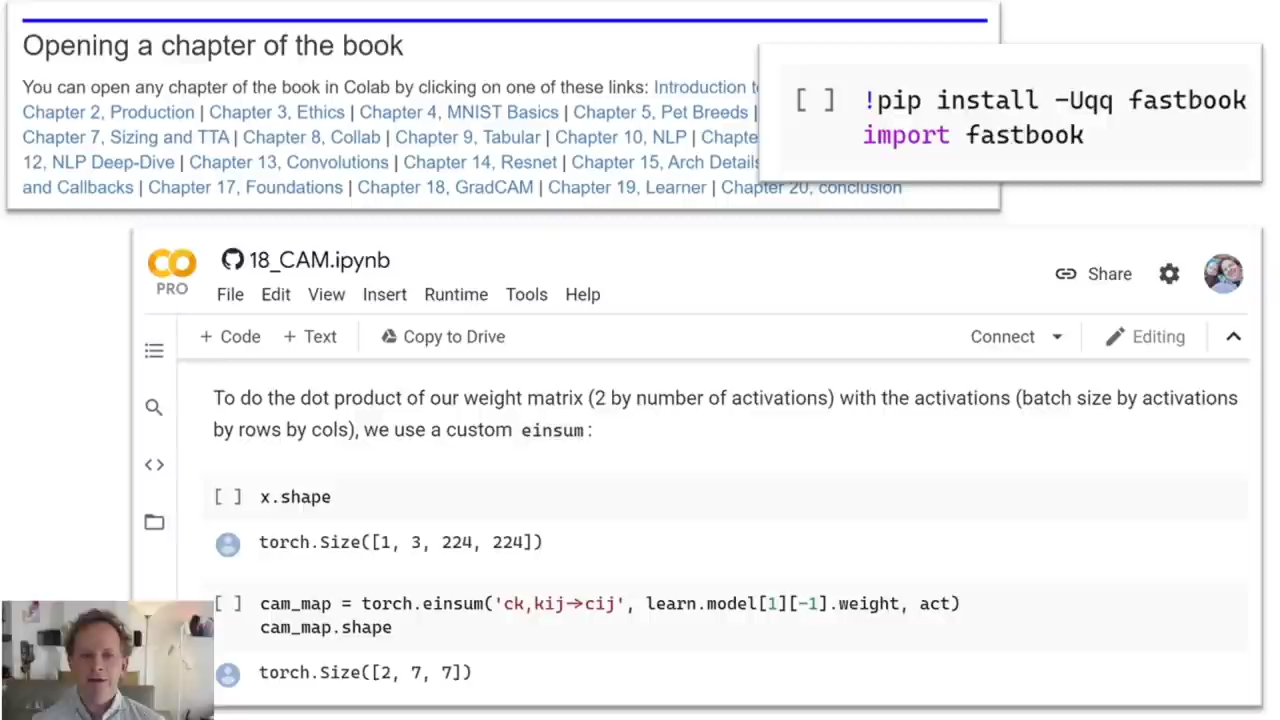 Opening a chapter of the book
You can open any chapter of the book in Colab by clicking on one of these links: Introduction
Chapter 2, Production | Chapter 3, Ethics | Chapter 4, MNIST Basics | Chapter 5, Pet Breeds |
Chapter 7, Sizing and TTA | Chapter 8, Collab | Chapter 9, Tabular | Chapter 10, NLP |
12, NLP Deep-Dive | Chapter 13, Convolutions | Chapter 14, Resnet | Chapter 15, Arch Details
and Callbacks | Chapter 17, Foundations | Chapter 18, GradCAM | Chapter 19, Learner | Chapter 20, conclusion
[ ] !pip install -Uqq fastbook
import fastbook
PRO
18_CAM.ipynb
File Edit View Insert Runtime Tools Help
Share
+ Code + Text Copy to Drive
Connect Editing
To do the dot product of our weight matrix (2 by number of activations) with the activations (batch size by activations
by rows by cols), we use a custom einsum:
[ ] x.shape
torch.Size([1, 3, 224, 224])
[ ] cam_map = torch.einsum('ck,kij->cij', learn.model[1][-1].weight, act)
cam_map.shape
torch.Size([2, 7, 7])